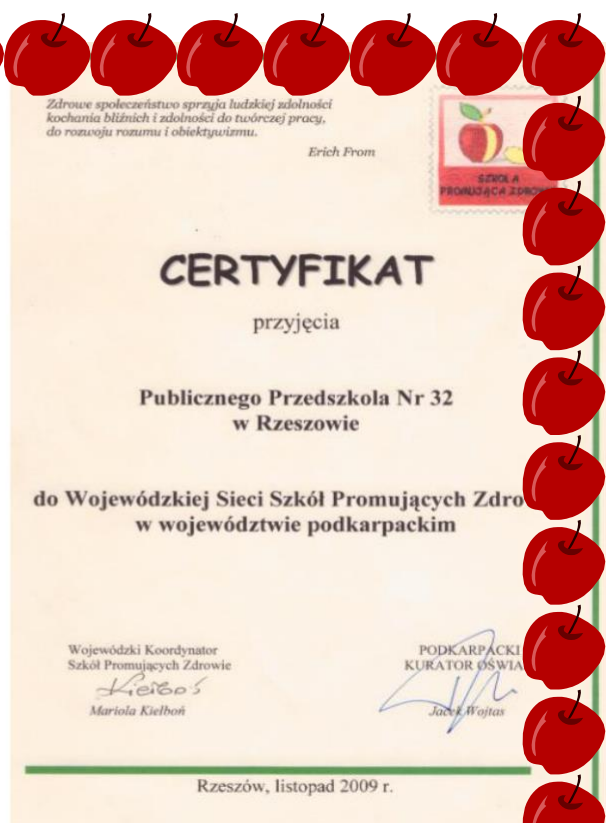 Zdrowe społeczeństwo sprzyja ludzkiej zdolności
kochania bliźnich i zdolności do twórczej pracy,
do rozwoju rozumu i obiektywizmu.
Erich From
SZKOŁA
PROMUJĄCA ZDROW
CERTYFIKAT
przyjęcia
Publicznego Przedszkola Nr 32
w Rzeszowie
do Wojewódzkiej Sieci Szkół Promujących Zdro
w województwie podkarpackim
Wojewódzki Koordynator
Szkół Promujących Zdrowie
Kiełboń
Mariola Kiełboń
PODKARPACKI
KURATOR OŚWIA
Jacek Wojtas
Rzeszów, listopad 2009 r.